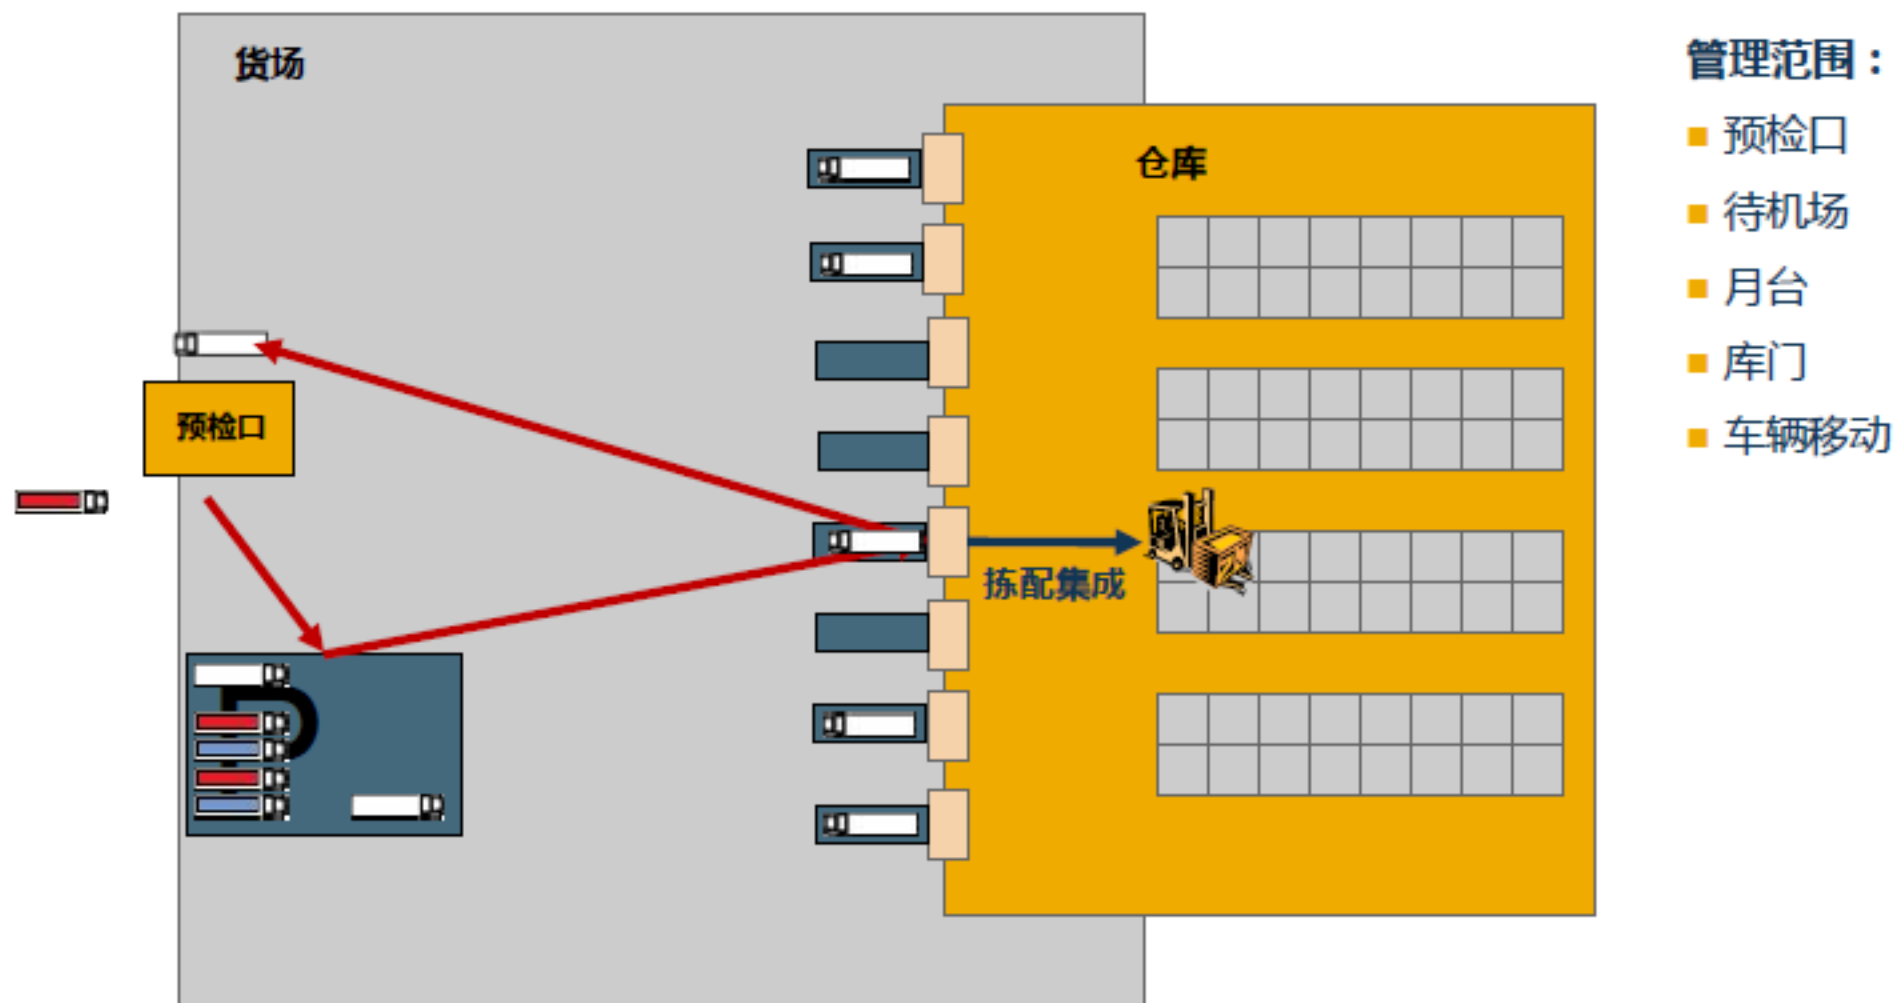 货场
仓库
预检口
拣配集成
P
管理范围：
预检口
待机场
月台
库门
车辆移动